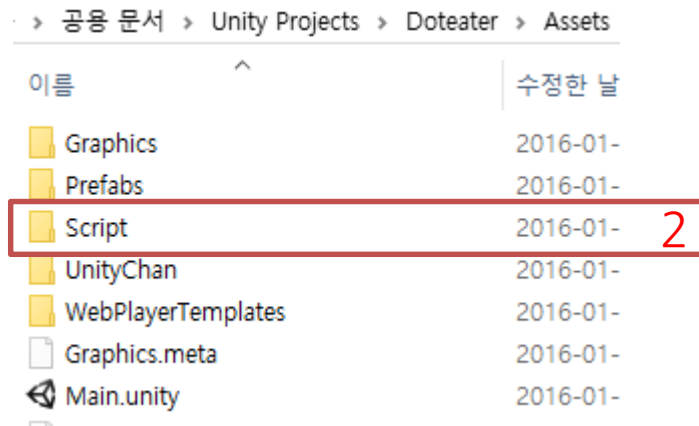 > 공용 문서 > Unity Projects > Doteater > Assets
이름 수정한 날
Graphics 2016-01-
Prefabs 2016-01-
Script 2016-01- 2
UnityChan 2016-01-
WebPlayerTemplates 2016-01-
Graphics.meta 2016-01-
Main.unity 2016-01-